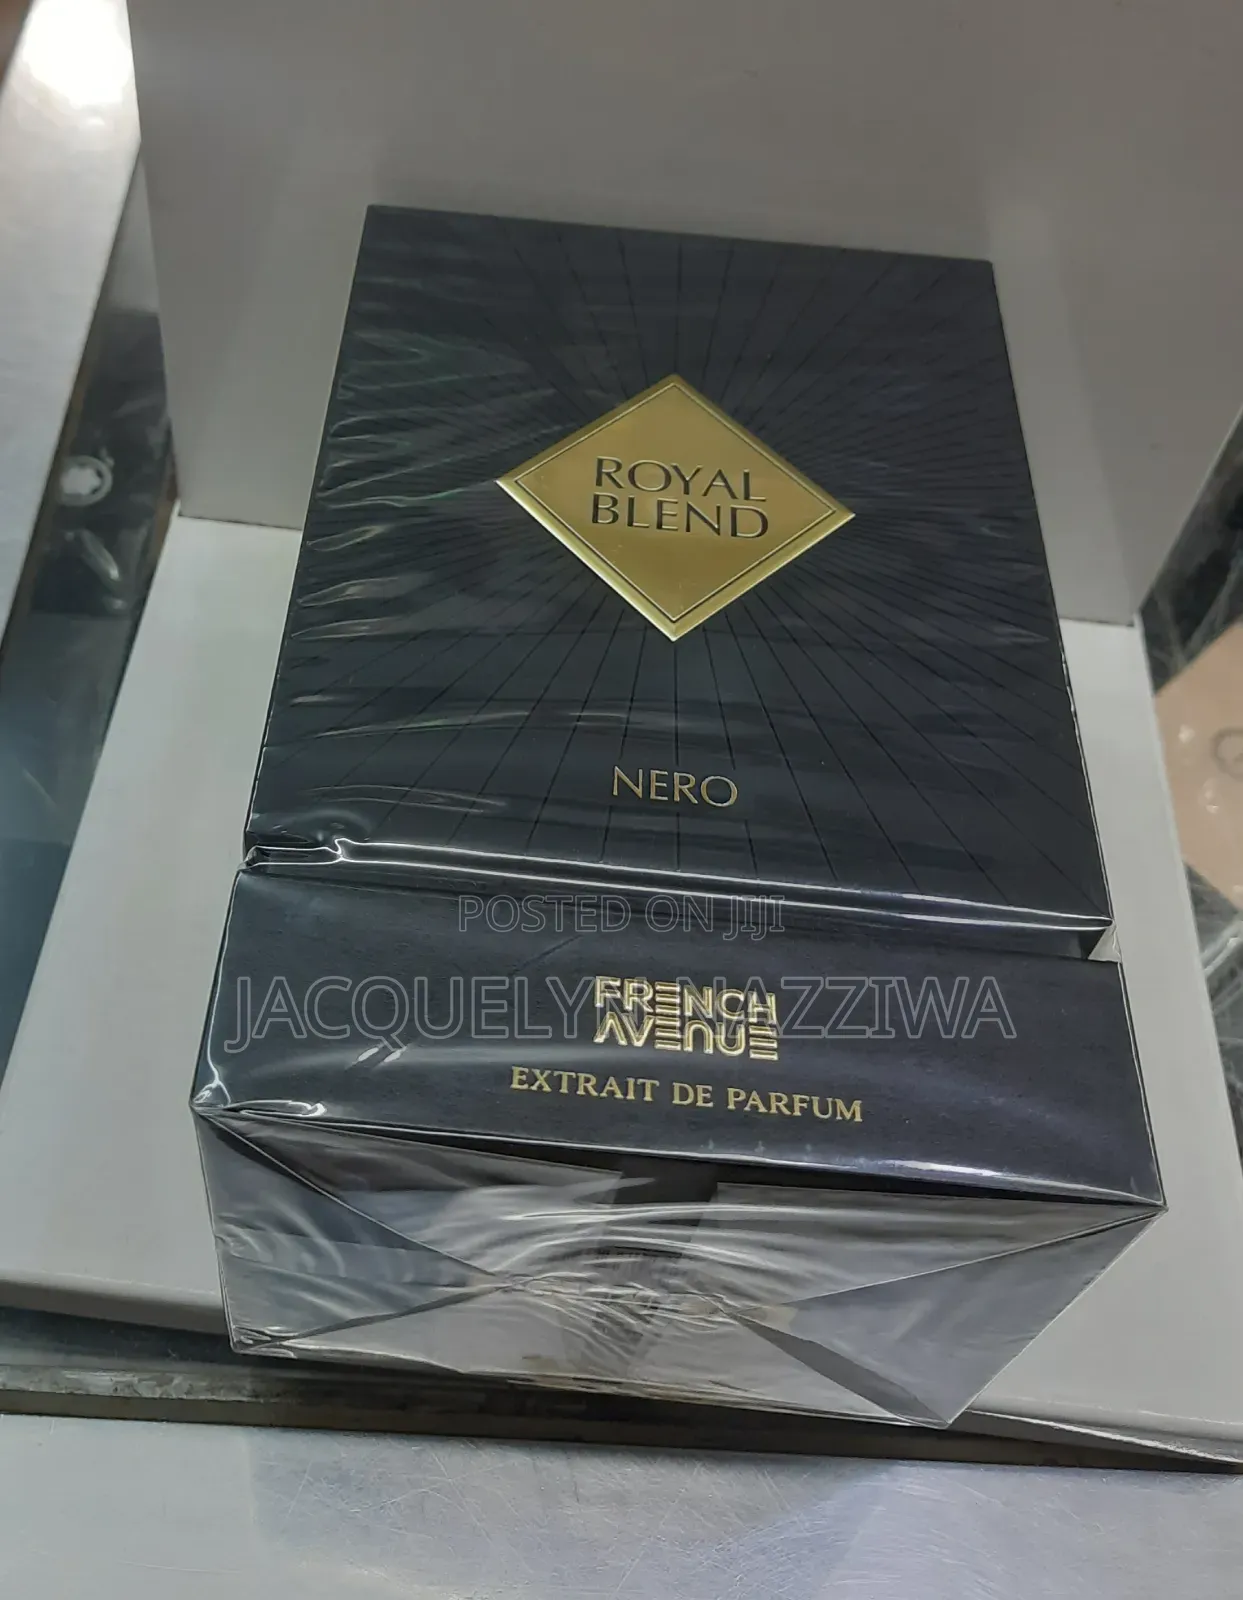 ROYAL
BLEND
NERO
POSTED ON JIJI
JACQUELYN NAZZIWA
FRENCH
AVENUE
EXTRAIT DE PARFUM